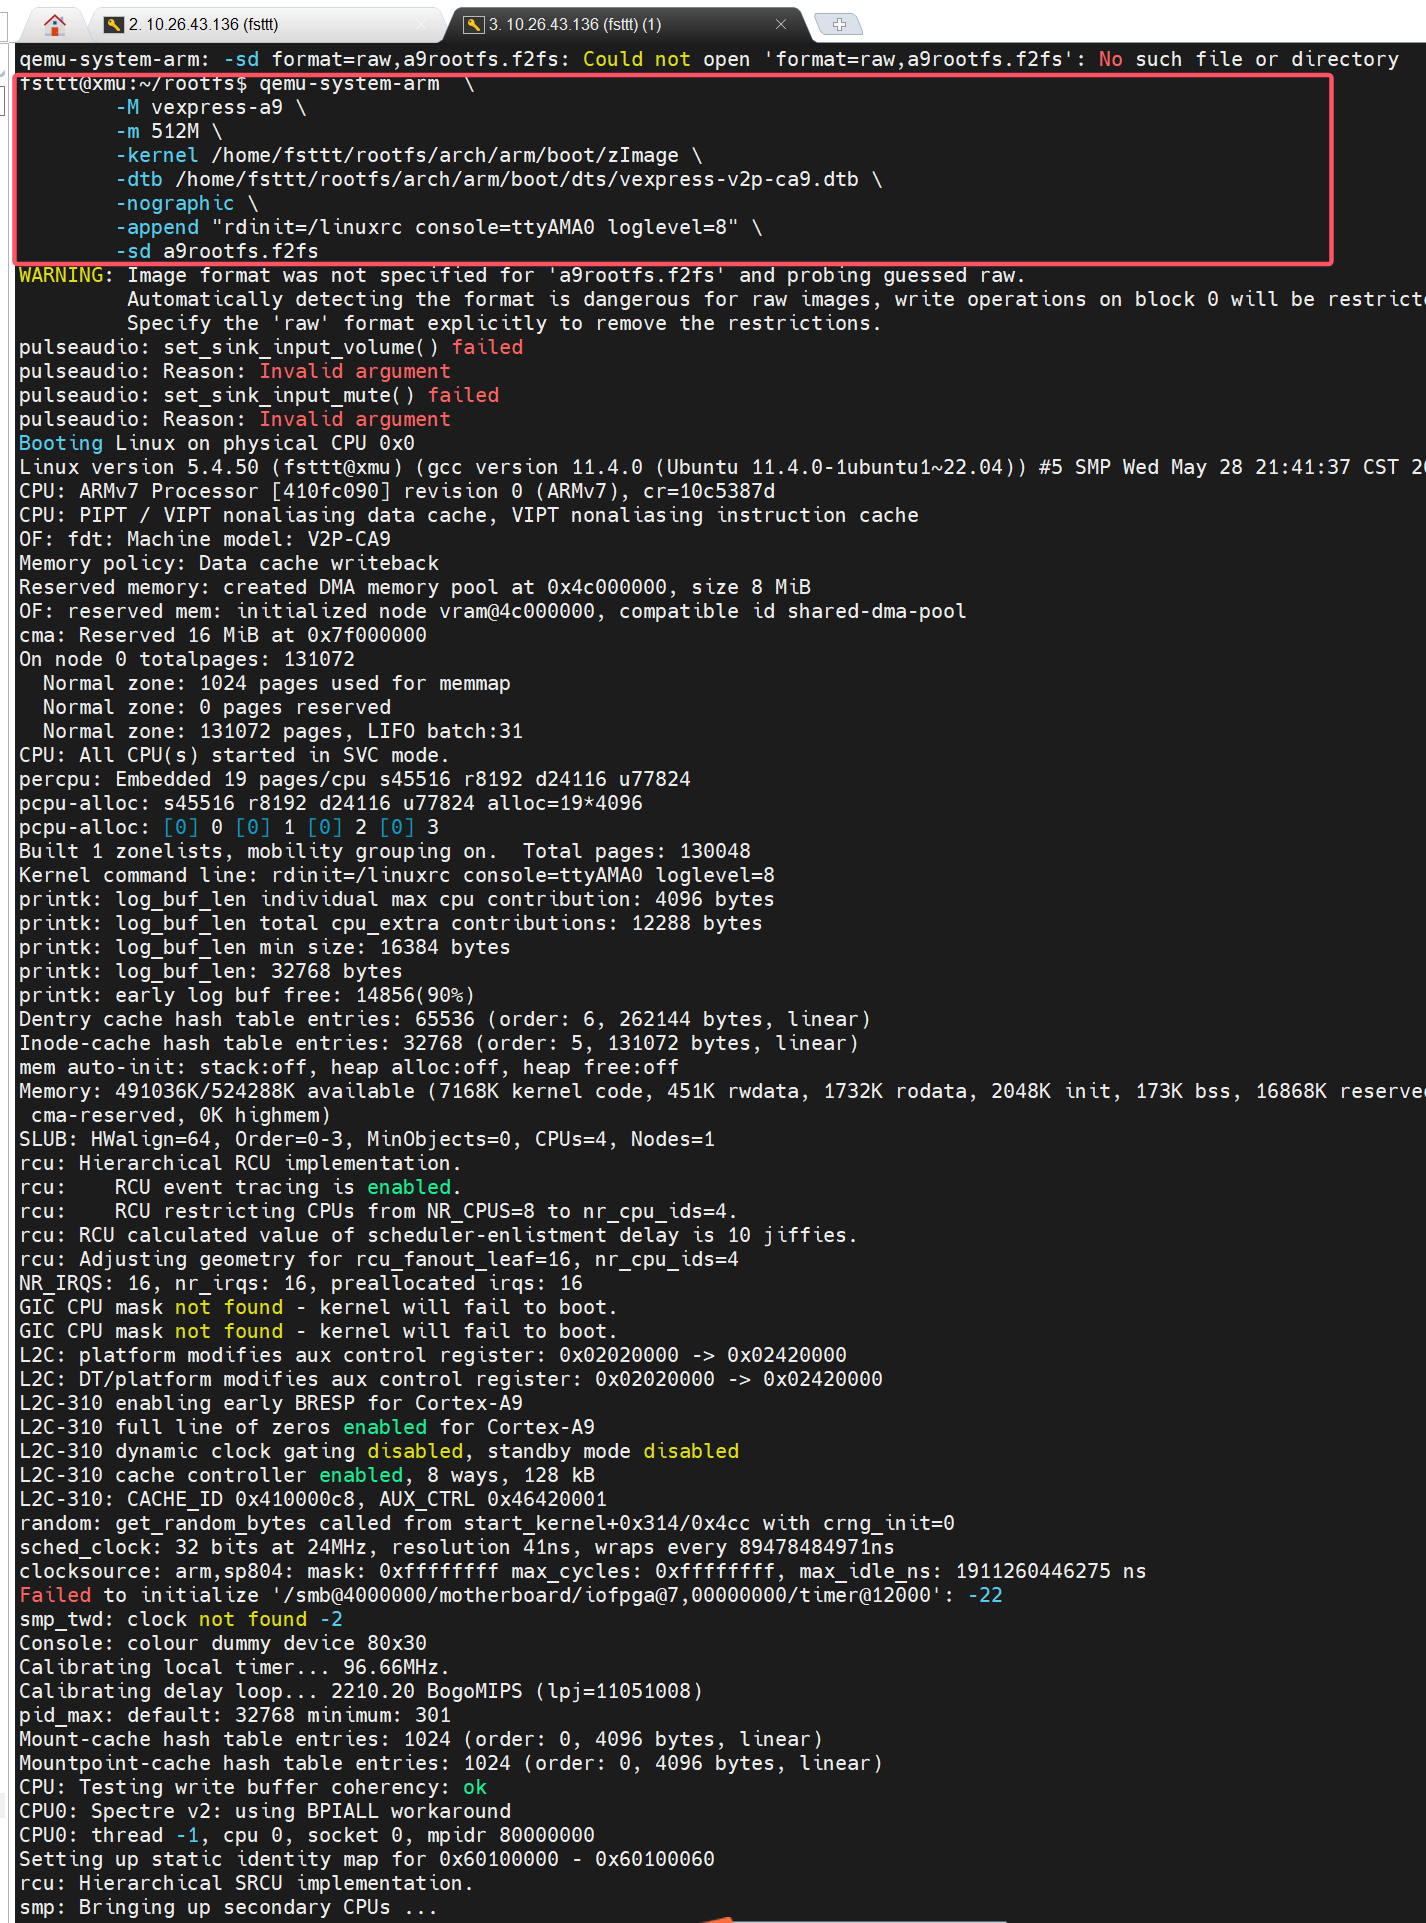 2. 10.26.43.136 (fsttt)
3. 10.26.43.136 (fsttt) (1)
qemu-system-arm: -sd format=raw,a9rootfs.f2fs: Could not open 'format=raw,a9rootfs.f2fs': No such file or directory
fsttt@xmu:~/rootfs$ qemu-system-arm  \
        -M vexpress-a9 \
        -m 512M \
        -kernel /home/fsttt/rootfs/arch/arm/boot/zImage \
        -dtb /home/fsttt/rootfs/arch/arm/boot/dts/vexpress-v2p-ca9.dtb \
        -nographic \
        -append "rdinit=/linuxrc console=ttyAMA0 loglevel=8" \
        -sd a9rootfs.f2fs
WARNING: Image format was not specified for 'a9rootfs.f2fs' and probing guessed raw.
         Automatically detecting the format is dangerous for raw images, write operations on block 0 will be
         Specify the 'raw' format explicitly to remove the restrictions.
pulseaudio: set_sink_input_volume() failed
pulseaudio: Reason: Invalid argument
pulseaudio: set_sink_input_mute() failed
pulseaudio: Reason: Invalid argument
Booting Linux on physical CPU 0x0
Linux version 5.4.50 (fsttt@xmu) (gcc version 11.4.0 (Ubuntu 11.4.0-1ubuntu1~22.04)) #5 SMP Wed May 28 21:41:37 CST
CPU: ARMv7 Processor [410fc090] revision 0 (ARMv7), cr=10c5387d
CPU: PIPT / VIPT nonaliasing data cache, VIPT nonaliasing instruction cache
OF: fdt: Machine model: V2P-CA9
Memory policy: Data cache writeback
Reserved memory: created DMA memory pool at 0x4c000000, size 8 MiB
OF: reserved mem: initialized node vram@4c000000, compatible id shared-dma-pool
cma: Reserved 16 MiB at 0x7f000000
On node 0 totalpages: 131072
  Normal zone: 1024 pages used for memmap
  Normal zone: 0 pages reserved
  Normal zone: 131072 pages, LIFO batch:31
CPU: All CPU(s) started in SVC mode.
percpu: Embedded 19 pages/cpu s45516 r8192 d24116 u77824
pcpu-alloc: s45516 r8192 d24116 u77824 alloc=19*4096
pcpu-alloc: [0] 0 [0] 1 [0] 2 [0] 3
Built 1 zonelists, mobility grouping on.  Total pages: 130048
Kernel command line: rdinit=/linuxrc console=ttyAMA0 loglevel=8
printk: log_buf_len individual max cpu contribution: 4096 bytes
printk: log_buf_len total cpu_extra contributions: 12288 bytes
printk: log_buf_len min size: 16384 bytes
printk: log_buf_len: 32768 bytes
printk: early log buf free: 14856(90%)
Dentry cache hash table entries: 65536 (order: 6, 262144 bytes, linear)
Inode-cache hash table entries: 32768 (order: 5, 131072 bytes, linear)
mem auto-init: stack:off, heap alloc:off, heap free:off
Memory: 491036K/524288K available (7168K kernel code, 451K rwdata, 1732K rodata, 2048K init, 173K bss, 16868K
 cma-reserved, 0K highmem)
SLUB: HWalign=64, Order=0-3, MinObjects=0, CPUs=4, Nodes=1
rcu: Hierarchical RCU implementation.
rcu:    RCU event tracing is enabled.
rcu:    RCU restricting CPUs from NR_CPUS=8 to nr_cpu_ids=4.
rcu: RCU calculated value of scheduler-enlistment delay is 10 jiffies.
rcu: Adjusting geometry for rcu_fanout_leaf=16, nr_cpu_ids=4
NR_IRQS: 16, nr_irqs: 16, preallocated irqs: 16
GIC CPU mask not found - kernel will fail to boot.
GIC CPU mask not found - kernel will fail to boot.
L2C: platform modifies aux control register: 0x02020000 -> 0x02420000
L2C: DT/platform modifies aux control register: 0x02020000 -> 0x02420000
L2C-310 enabling early BRESP for Cortex-A9
L2C-310 full line of zeros enabled for Cortex-A9
L2C-310 dynamic clock gating disabled, standby mode disabled
L2C-310 cache controller enabled, 8 ways, 128 kB
L2C-310: CACHE_ID 0x410000c8, AUX_CTRL 0x46420001
random: get_random_bytes called from start_kernel+0x314/0x4cc with crng_init=0
sched_clock: 32 bits at 24MHz, resolution 41ns, wraps every 89478484971ns
clocksource: arm,sp804: mask: 0xffffffff max_cycles: 0xffffffff, max_idle_ns: 1911260446275 ns
Failed to initialize '/smb@4000000/motherboard/iofpga@7,00000000/timer@12000': -22
smp_twd: clock not found -2
Console: colour dummy device 80x30
Calibrating local timer... 96.66MHz.
Calibrating delay loop... 2210.20 BogoMIPS (lpj=11051008)
pid_max: default: 32768 minimum: 301
Mount-cache hash table entries: 1024 (order: 0, 4096 bytes, linear)
Mountpoint-cache hash table entries: 1024 (order: 0, 4096 bytes, linear)
CPU: Testing write buffer coherency: ok
CPU0: Spectre v2: using BPIALL workaround
CPU0: thread -1, cpu 0, socket 0, mpidr 80000000
Setting up static identity map for 0x60100000 - 0x60100060
rcu: Hierarchical SRCU implementation.
smp: Bringing up secondary CPUs ...